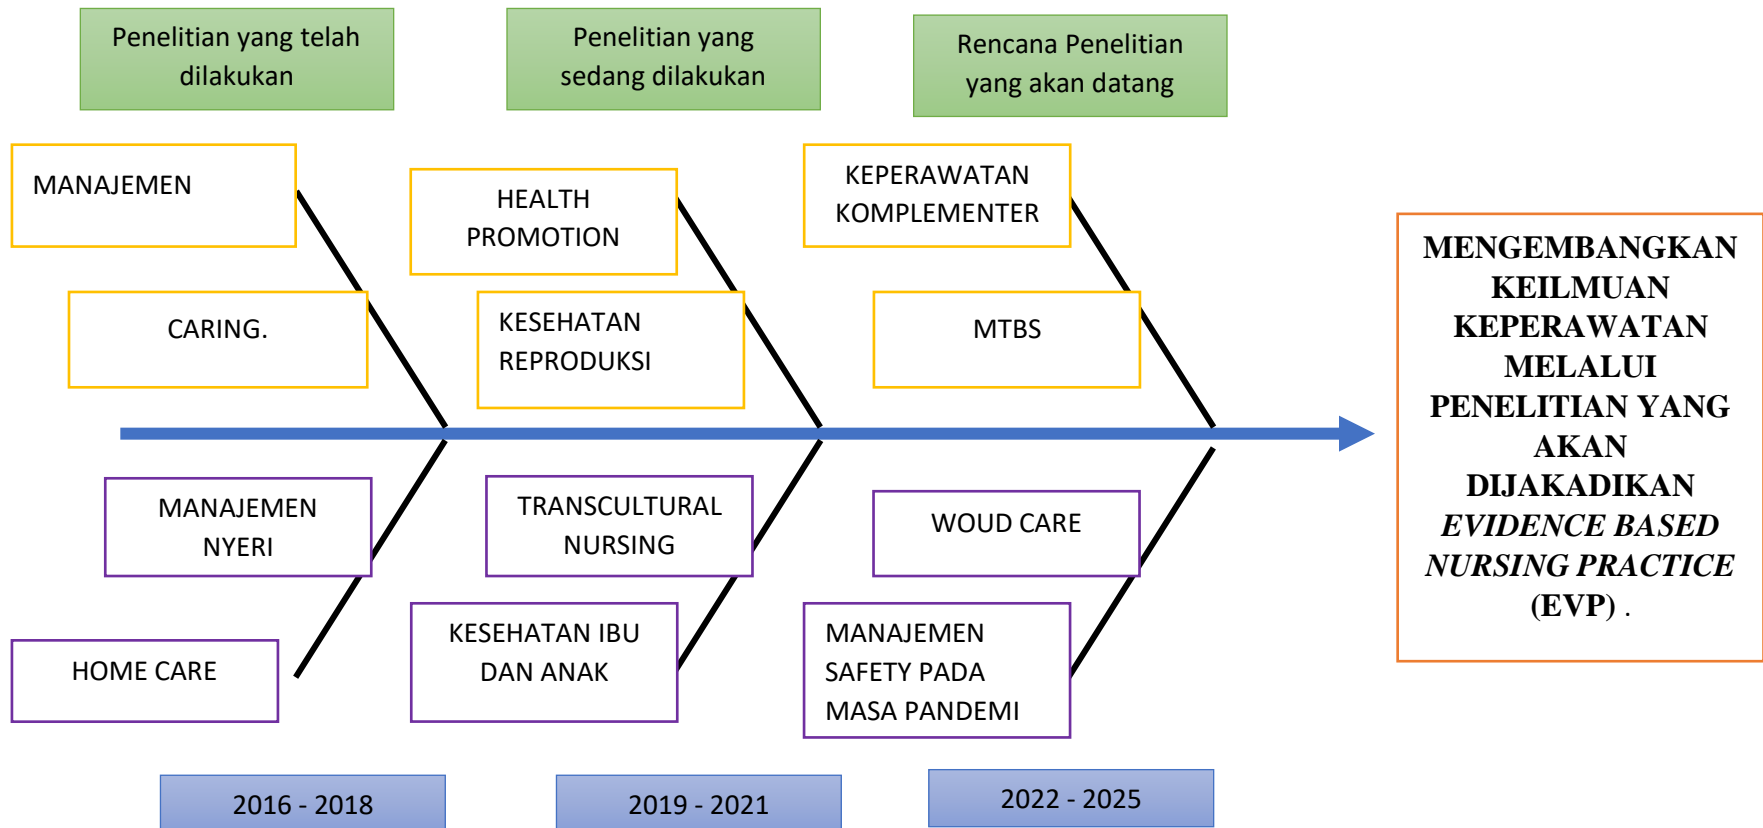 Penelitian yang telah
dilakukan
Penelitian yang
sedang dilakukan
Rencana Penelitian
yang akan datang
MANAJEMEN
HEALTH
PROMOTION
KEPERAWATAN
KOMPLEMENTER
CARING.
KESEHATAN
REPRODUKSI
MTBS
MANAJEMEN
NYERI
TRANSCULTURAL
NURSING
WOUD CARE
HOME CARE
KESEHATAN IBU
DAN ANAK
MANAJEMEN
SAFETY PADA
MASA PANDEMI
2016 - 2018
2019 - 2021
2022 - 2025
MENGEMBANGKAN
KEILMUAN
KEPERAWATAN
MELALUI
PENELITIAN YANG
AKAN
DIJAKADIKAN
EVIDENCE BASED
NURSING PRACTICE
(EVP) .